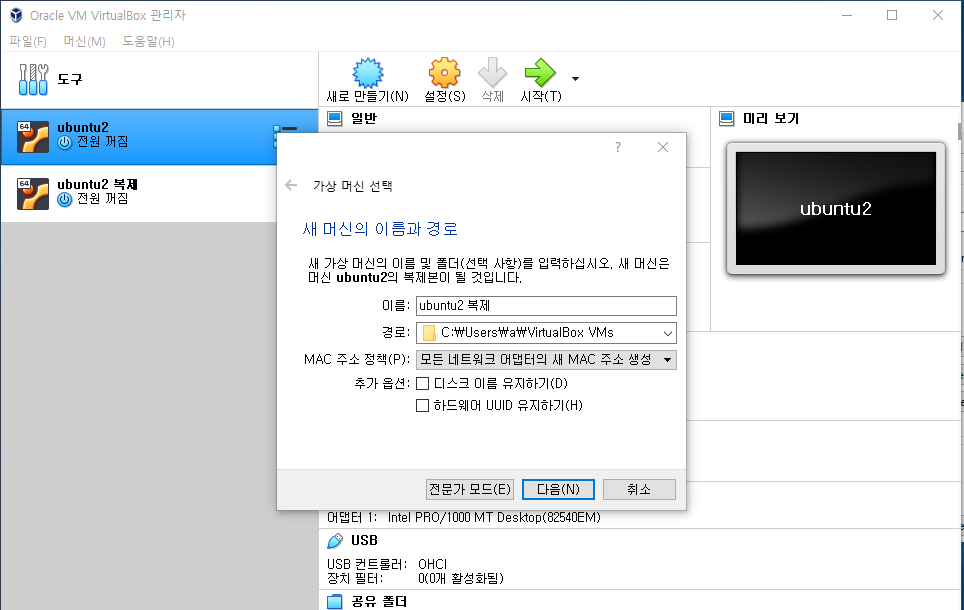 Oracle VM VirtualBox 관리자
파일(F) 머신(M) 도움말(H)
도구
새로 만들기(N) 설정(S) 삭제 시작(T)
64 ubuntu2
전원 꺼짐
64 ubuntu2 복제
전원 꺼짐
일반
미리 보기
ubuntu2
?
가상 머신 선택
새 머신의 이름과 경로
새 가상 머신의 이름 및 폴더(선택 사항)를 입력하십시오. 새 머신은
머신 ubuntu2의 복제본이 될 것입니다.
이름: ubuntu2 복제
경로: C:₩Users₩a₩VirtualBox VMs
MAC 주소 정책(P): 모든 네트워크 어댑터의 새 MAC 주소 생성
추가 옵션: 디스크 이름 유지하기(D)
하드웨어 UUID 유지하기(H)
전문가 모드(E) 다음(N) 취소
어댑터 1: Intel PRO/1000 MT Desktop(82540EM)
USB
USB 컨트롤러: OHCI
장치 필터: 0(0개 활성화됨)
공유 폴더